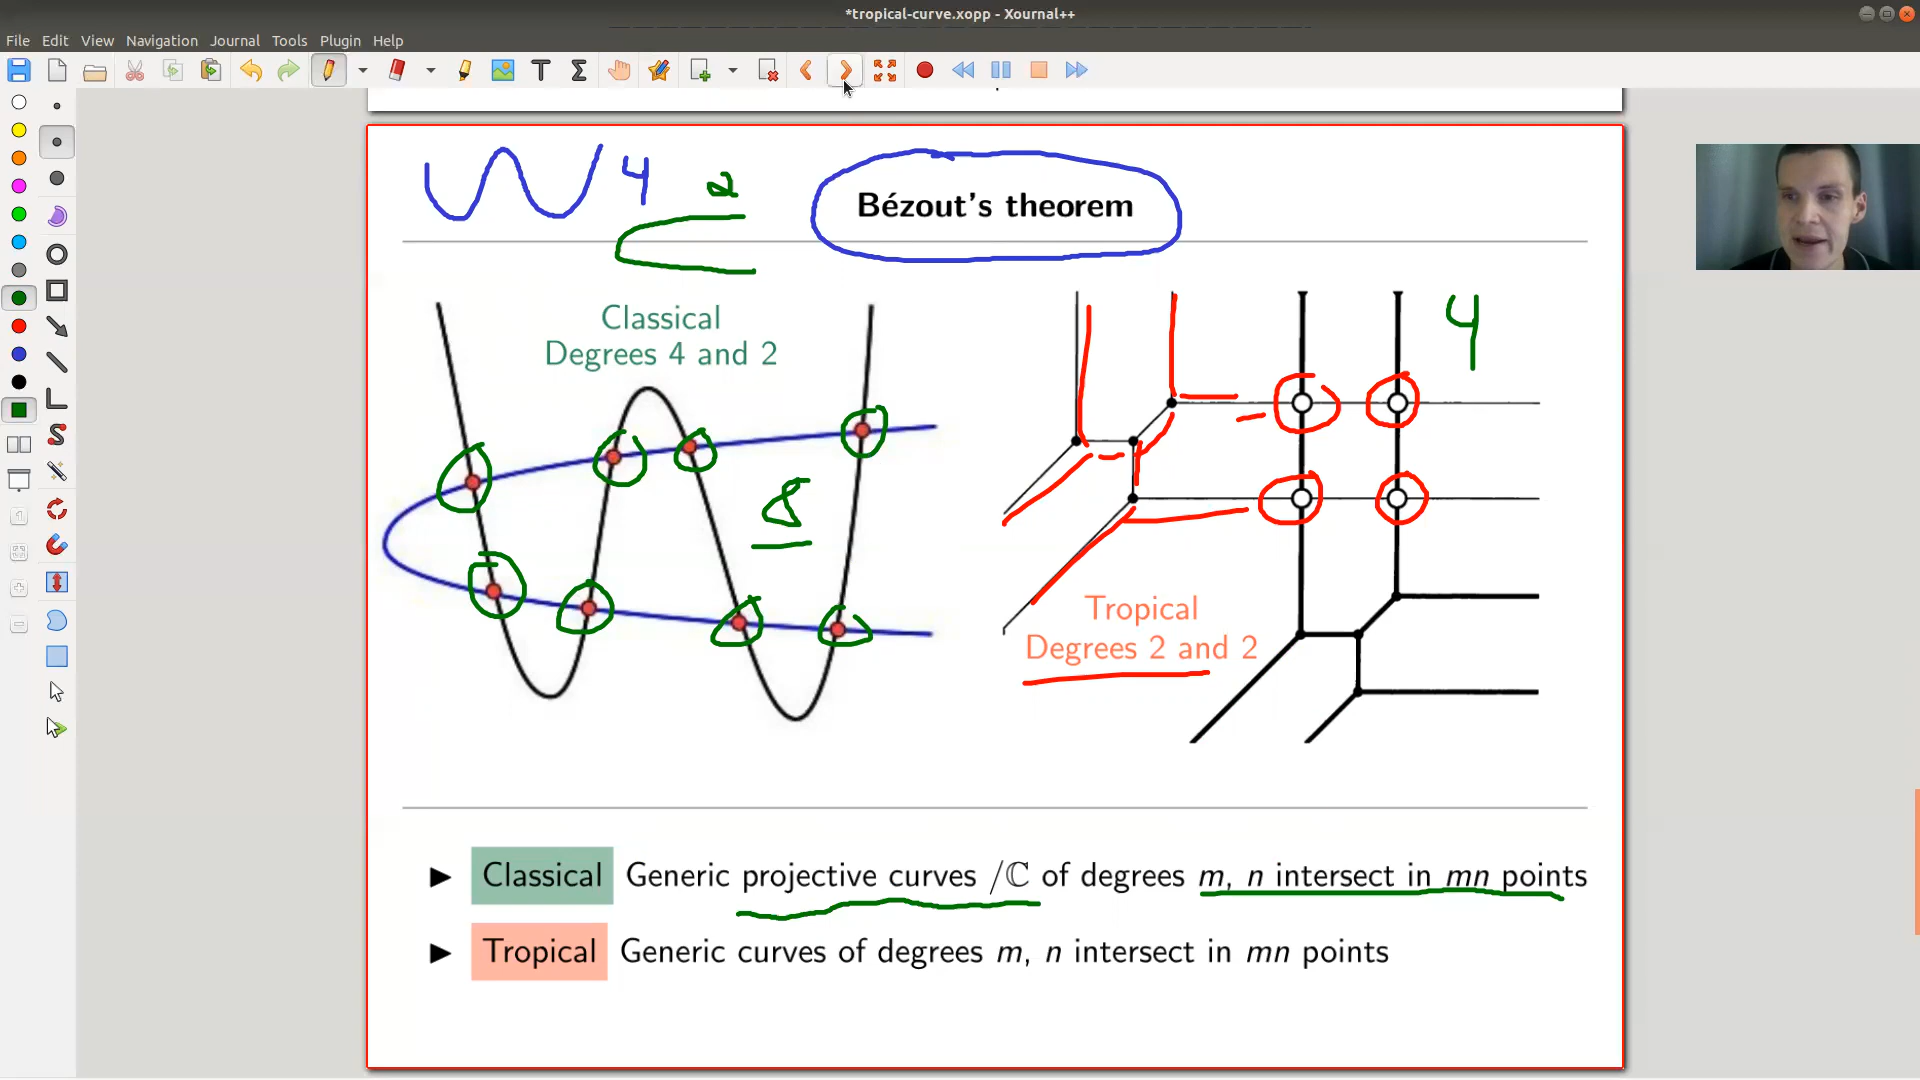 *tropical-curve.xopp - Xournal++
File Edit View Navigation Journal Tools Plugin Help
4 2
Bézout's theorem
Classical
Degrees 4 and 2
4
8
Tropical
Degrees 2 and 2
▶ Classical Generic projective curves /ℂ of degrees m, n intersect in mn points
▶ Tropical Generic curves of degrees m, n intersect in mn points